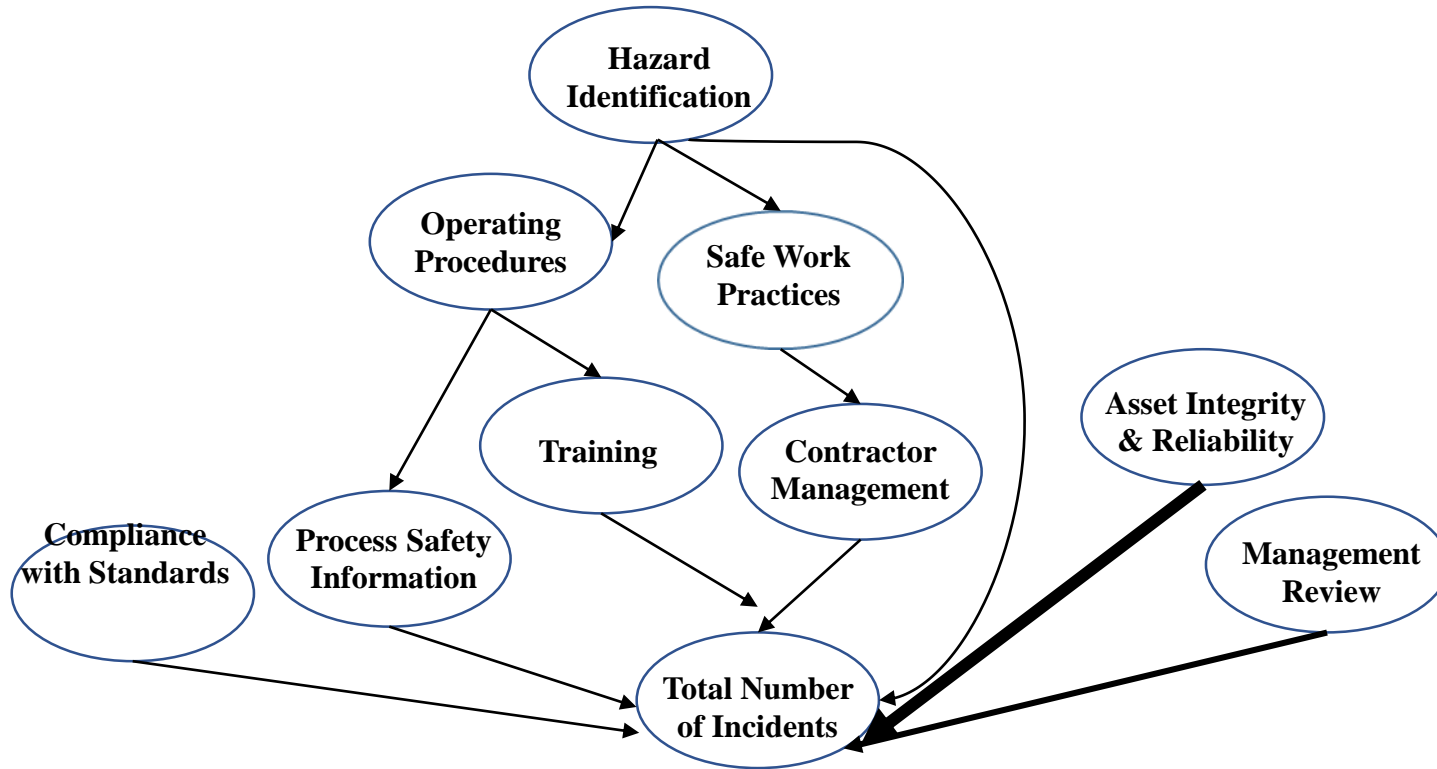 Hazard
Identification
Operating
Procedures
Safe Work
Practices
Asset Integrity
& Reliability
Training
Contractor
Management
Compliance
with Standards
Process Safety
Information
Management
Review
Total Number
of Incidents